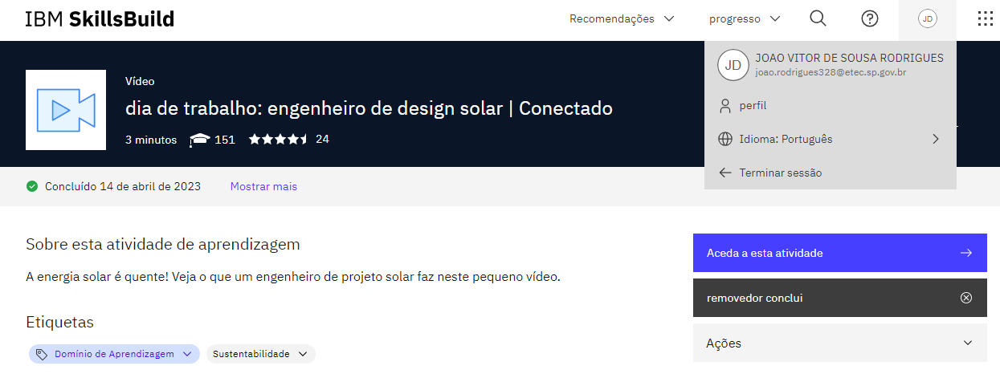 IBM SkillsBuild
Recomendações
progresso
JD
JD
JOAO VITOR DE SOUSA RODRIGUES
joao.rodrigues328@etec.sp.gov.br
perfil
Idioma: Português
Terminar sessão
Vídeo
dia de trabalho: engenheiro de design solar | Conectado
3 minutos 151 24
Concluído 14 de abril de 2023 Mostrar mais
Sobre esta atividade de aprendizagem
A energia solar é quente! Veja o que um engenheiro de projeto solar faz neste pequeno vídeo.
Etiquetas
Domínio de Aprendizagem Sustentabilidade
Aceda a esta atividade
removedor conclui
Ações